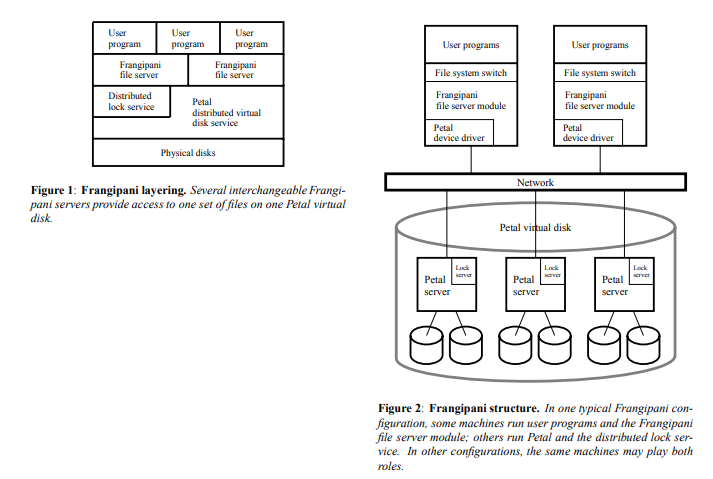 User
program
User
program
User
program
Frangipani
file server
Frangipani
file server
Distributed
lock service
Petal
distributed virtual
disk service
Physical disks
Figure 1: Frangipani layering. Several interchangeable Frangi-
pani servers provide access to one set of files on one Petal virtual
disk.
User programs
File system switch
Frangipani
file server module
Petal
device driver
User programs
File system switch
Frangipani
file server module
Petal
device driver
Network
Petal virtual disk
Petal
server
Lock
server
Petal
server
Lock
server
Petal
server
Lock
server
Figure 2: Frangipani structure. In one typical Frangipani con-
figuration, some machines run user programs and the Frangipani
file server module; others run Petal and the distributed lock ser-
vice. In other configurations, the same machines may play both
roles.